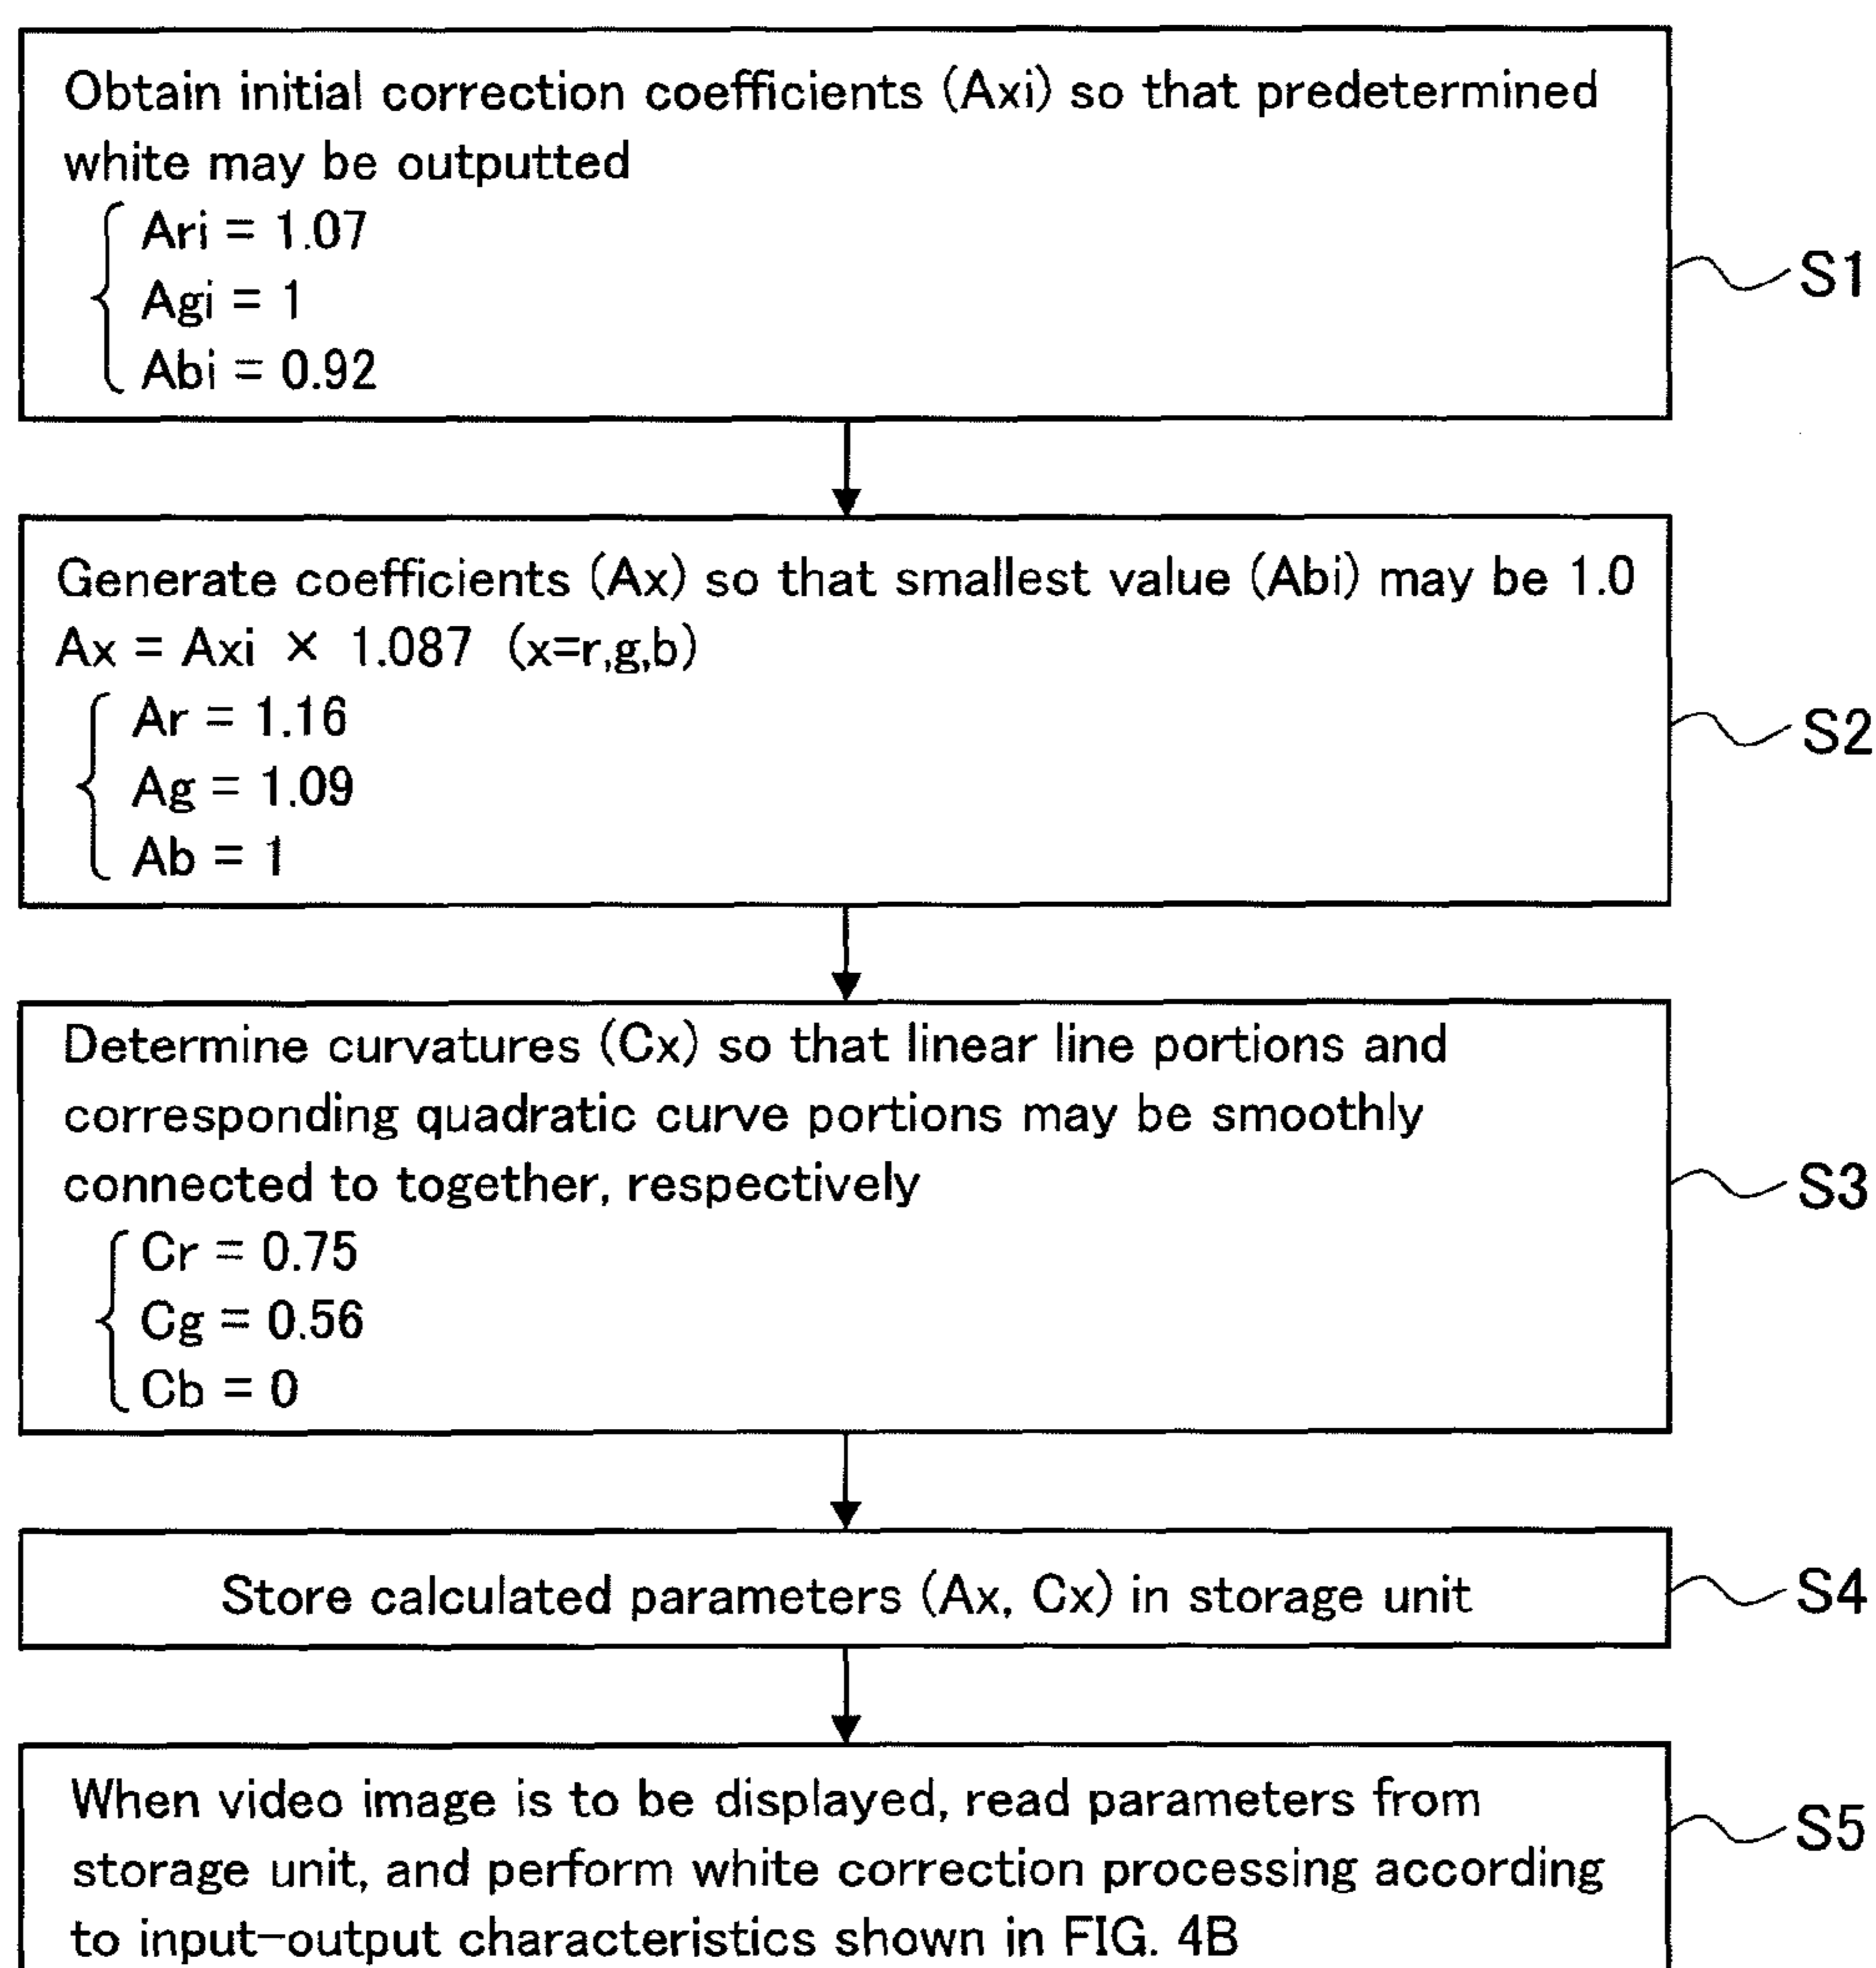 Obtain initial correction coefficients (Axi) so that predetermined
white may be outputted
Ari = 1.07
Agi = 1
Abi = 0.92
S1
Generate coefficients (Ax) so that smallest value (Abi) may be 1.0
Ax = Axi × 1.087 (x=r,g,b)
Ar = 1.16
Ag = 1.09
Ab = 1
S2
Determine curvatures (Cx) so that linear line portions and
corresponding quadratic curve portions may be smoothly
connected to together, respectively
Cr = 0.75
Cg = 0.56
Cb = 0
S3
Store calculated parameters (Ax, Cx) in storage unit
S4
When video image is to be displayed, read parameters from
storage unit, and perform white correction processing according
to input-output characteristics shown in FIG. 4B
S5